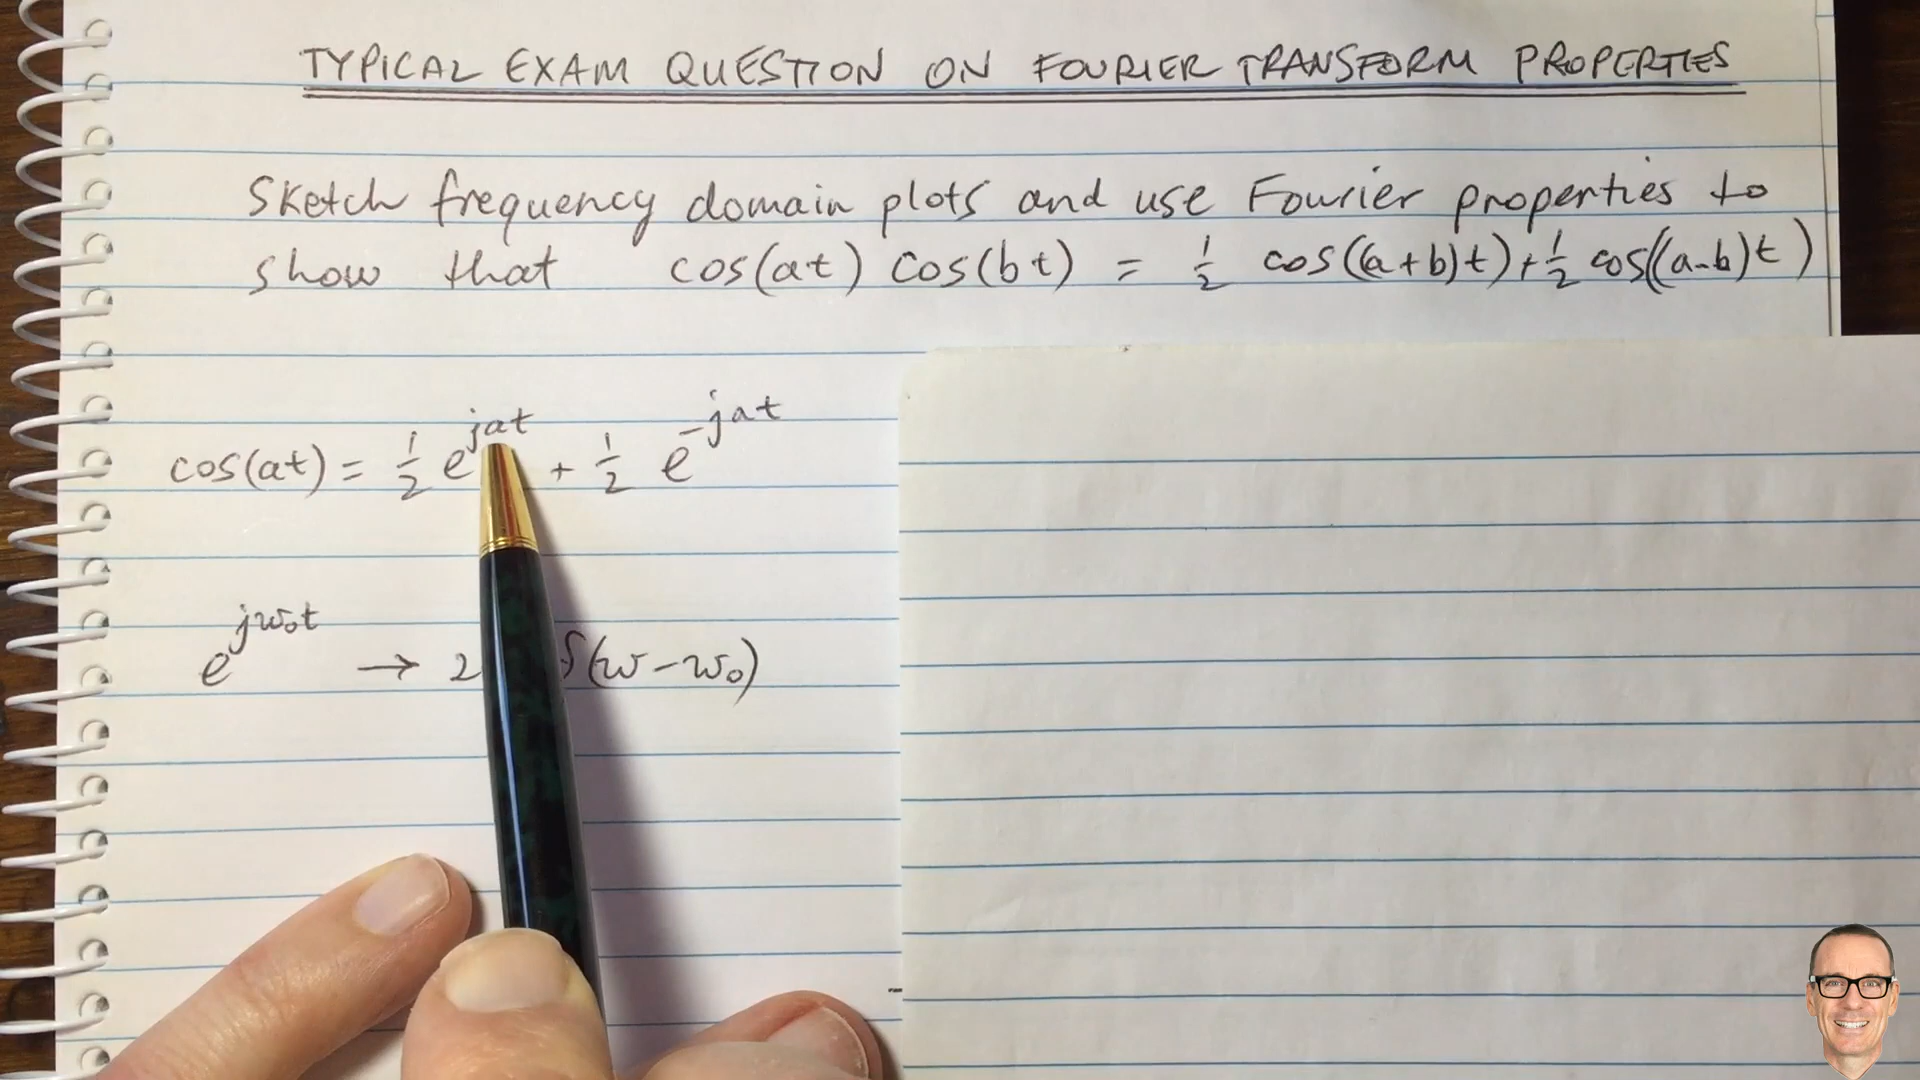 TYPICAL EXAM QUESTION ON FOURIER TRANSFORM PROPERTIES
Sketch frequency domain plots and use Fourier properties to
show that cos(at) cos(bt) = 1/2 cos((a+b)t) + 1/2 cos((a-b)t)
cos(at) = 1/2 e^{jat} + 1/2 e^{-jat}
e^{jω₀t} → 2 δ(ω-ω₀)